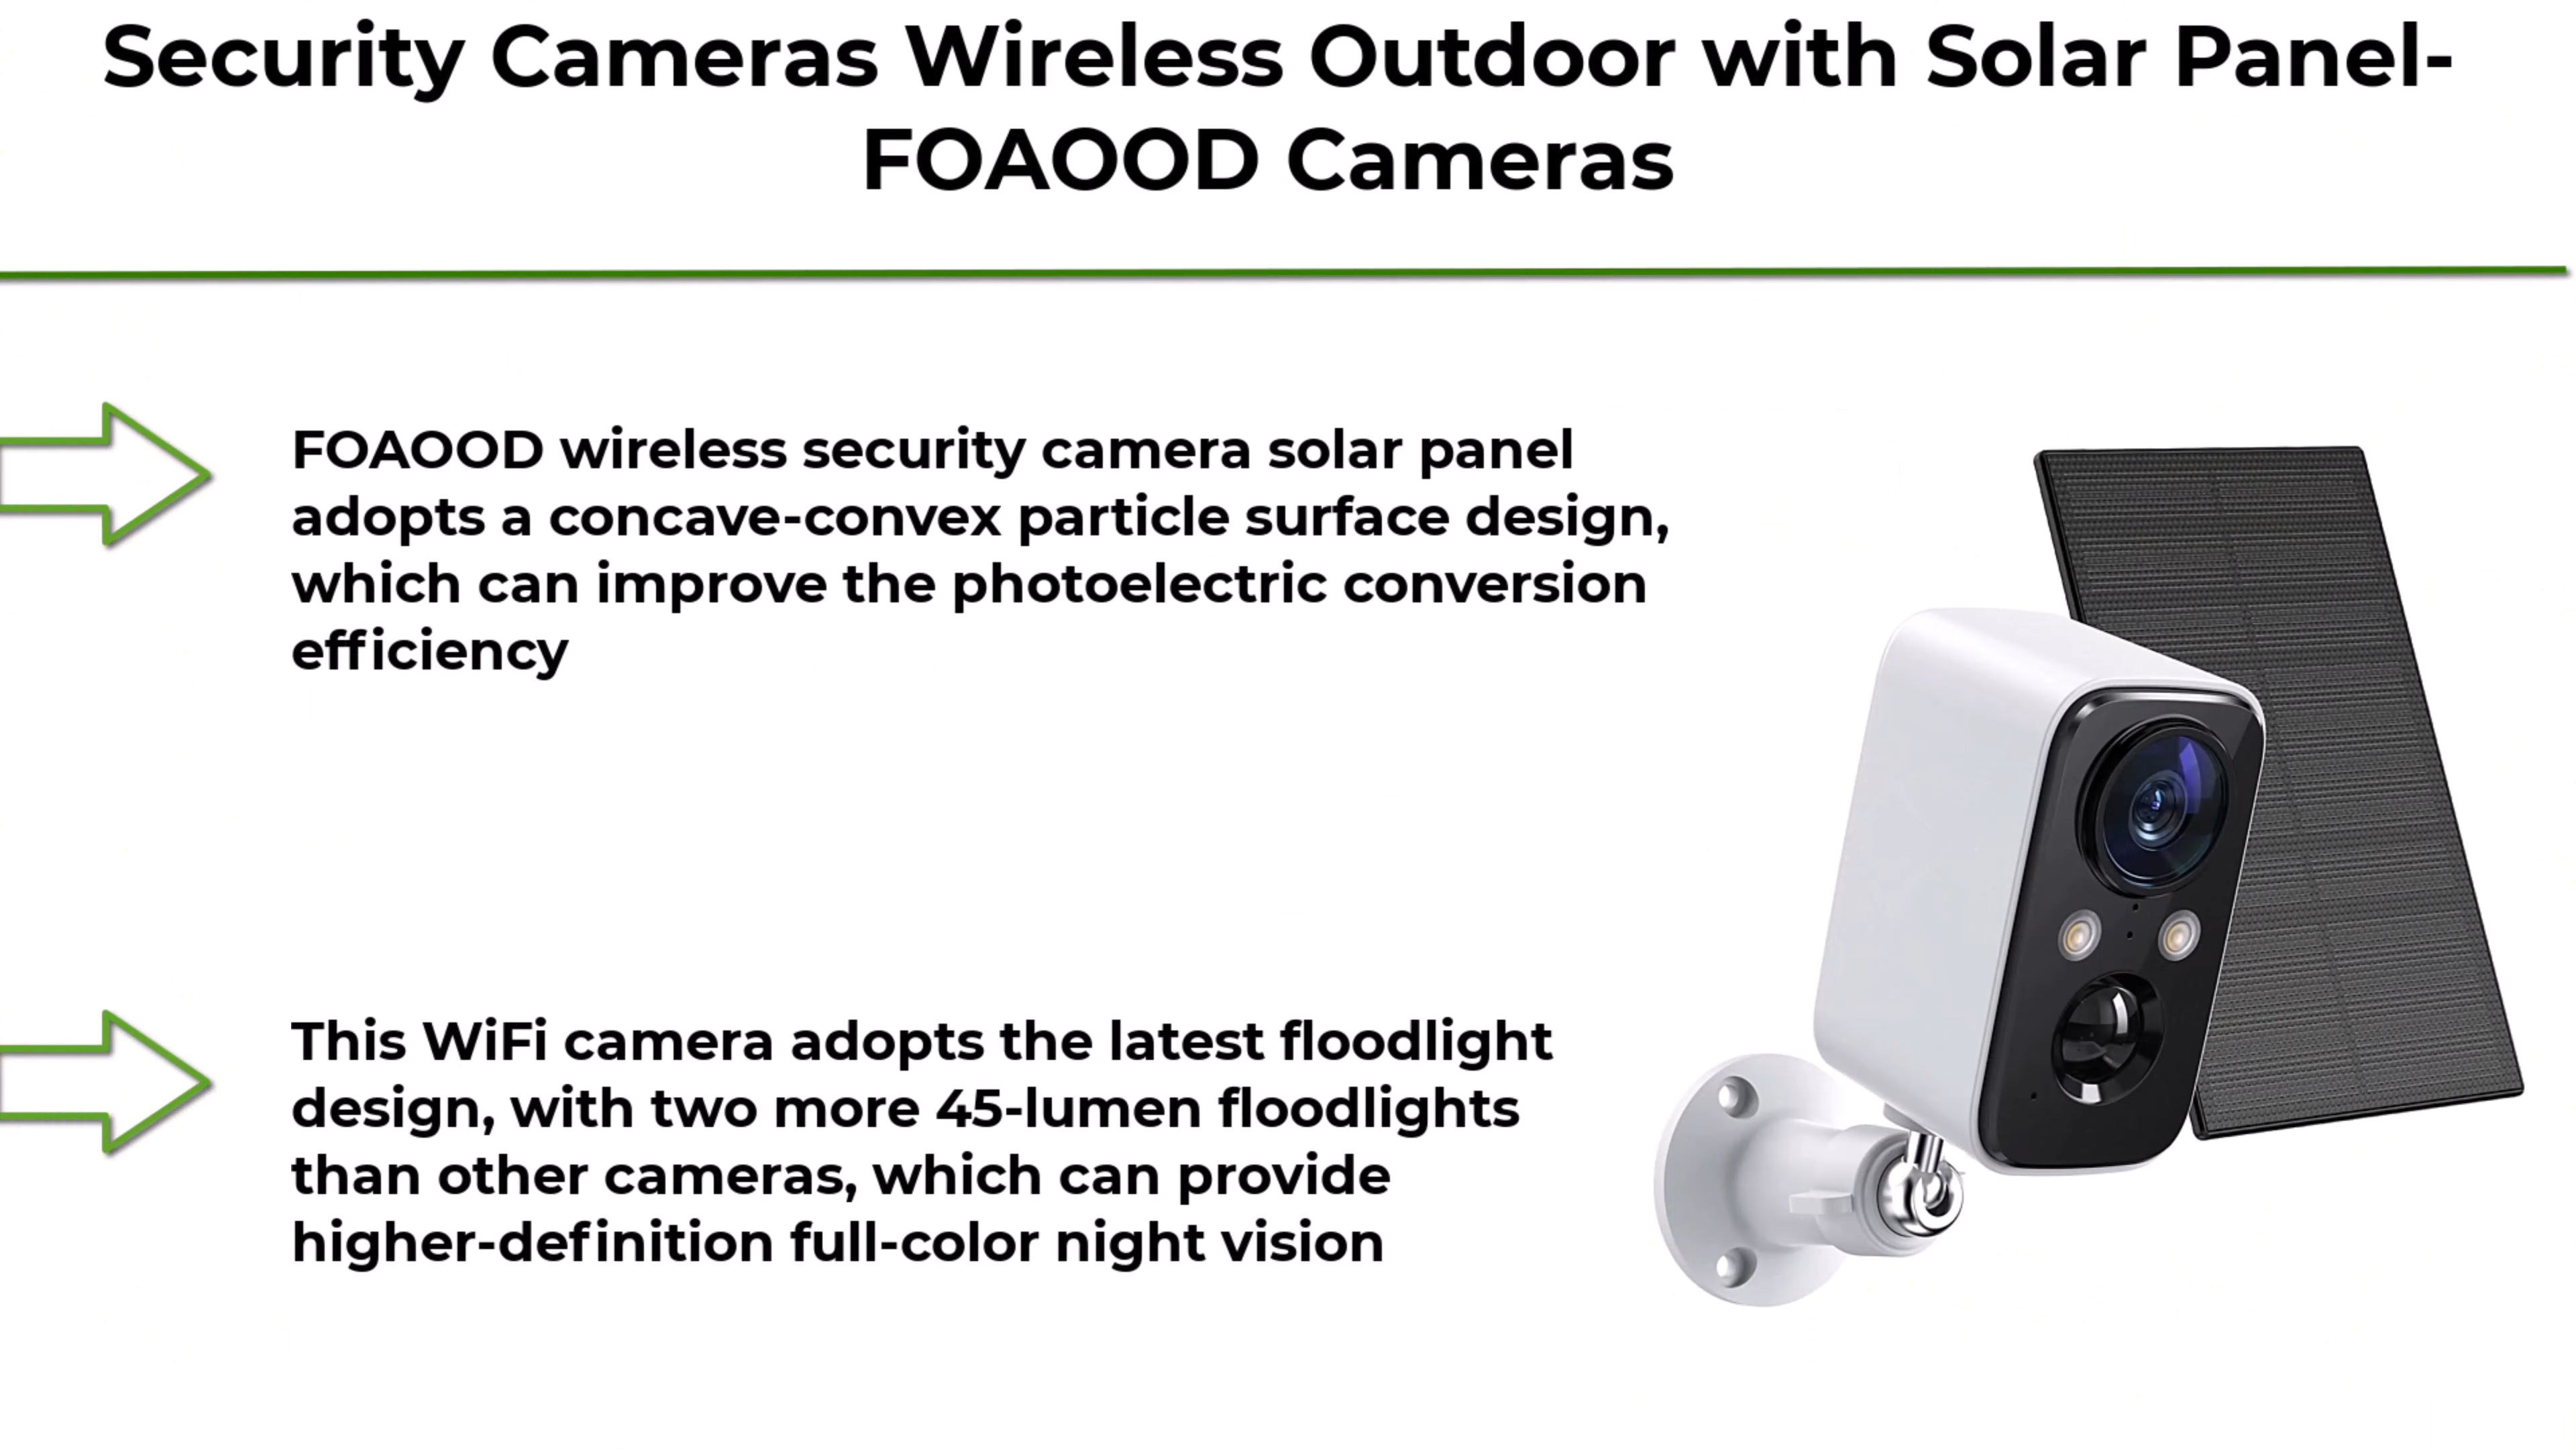 Security Cameras Wireless Outdoor with Solar Panel-
FOAOOD Cameras
FOAOOD wireless security camera solar panel
adopts a concave-convex particle surface design,
which can improve the photoelectric conversion
efficiency
This WiFi camera adopts the latest floodlight
design, with two more 45-lumen floodlights
than other cameras, which can provide
higher-definition full-color night vision